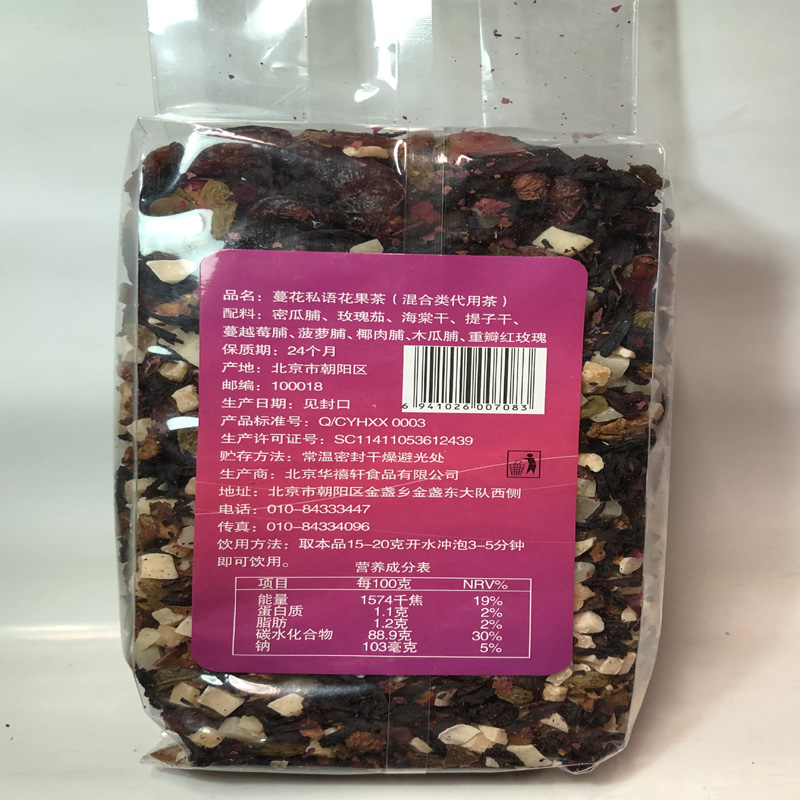 品名：蔓花私语花果茶（混合类代用茶）
配料：密瓜脯、玫瑰茄、海棠干、提子干、
蔓越莓脯、菠萝脯、椰肉脯、木瓜脯、重瓣红玫瑰
保质期：24个月
产地：北京市朝阳区
邮编：100018
生产日期：见封口
6 941026 007083
产品标准号：Q/CYHXX 0003
生产许可证号：SC11411053612439
贮存方法：常温密封干燥避光处
生产商：北京华禧轩食品有限公司
地址：北京市朝阳区金盏乡金盏东大队西侧
电话：010-84333447
传真：010-84334096
饮用方法：取本品15-20克开水冲泡3-5分钟
即可饮用。
营养成分表
项目 每100克 NRV%
能量 1574千焦 19%
蛋白质 1.1克 2%
脂肪 1.2克 2%
碳水化合物 88.9克 30%
钠 103毫克 5%